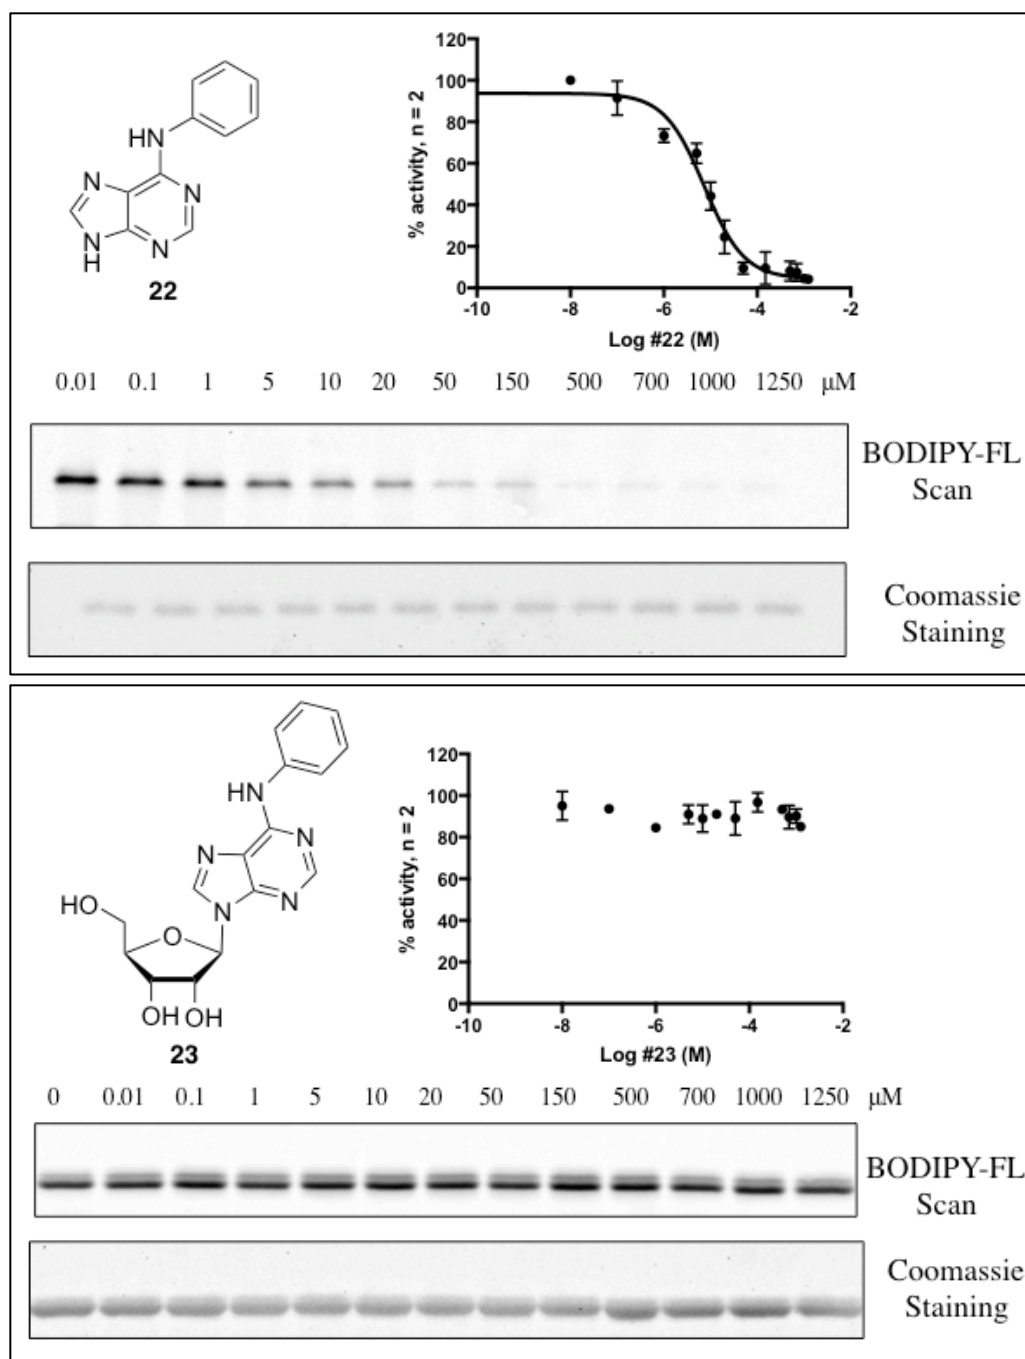 HN
N
N
N
H
N
22
120
100
80
60
40
20
0
% activity, n = 2
-10
-8
-6
-4
-2
Log #22 (M)
0.01 0.1 1 5 10 20 50 150 500 700 1000 1250 µM
BODIPY-FL
Scan
Coomassie
Staining
HN
N
N
N
N
HO
O
OH OH
23
120
100
80
60
40
20
0
% activity, n = 2
-10
-8
-6
-4
-2
Log #23 (M)
0 0.01 0.1 1 5 10 20 50 150 500 700 1000 1250 µM
BODIPY-FL
Scan
Coomassie
Staining